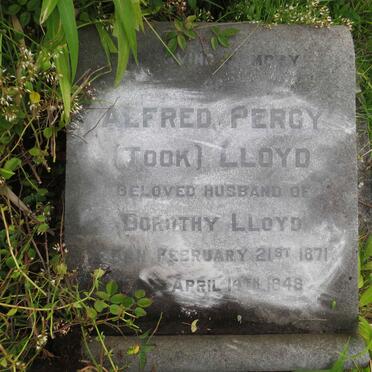 ALFRED PERCY
(TOOK) LLOYD
BELOVED HUSBAND OF
DOROTHY LLOYD
FEBRUARY 21ST 1871
APRIL 14TH 1948